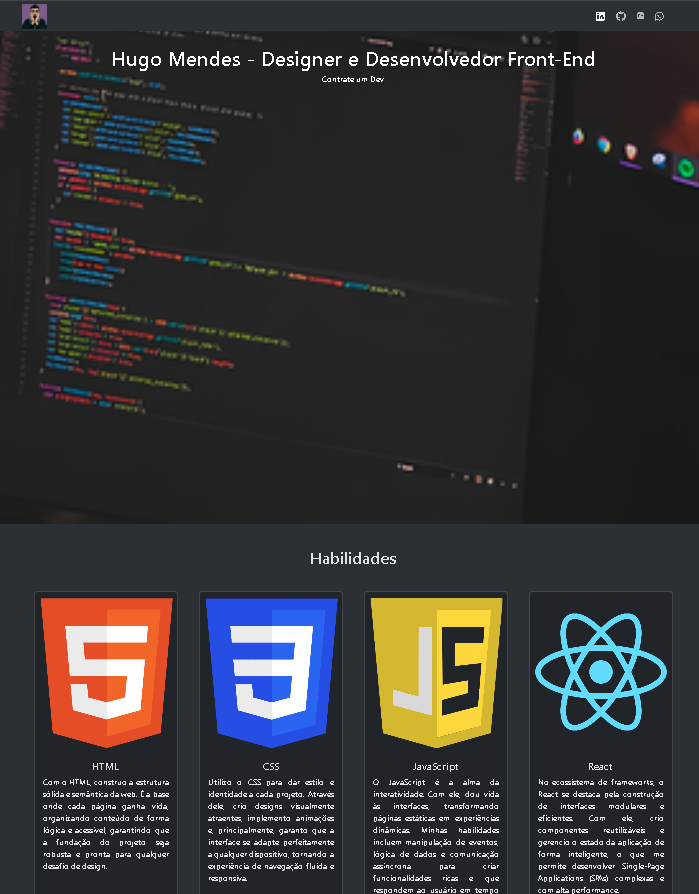 Hugo Mendes - Designer e Desenvolvedor Front-End
Contrate um Dev
Habilidades
HTML
Com o HTML, construo a estrutura
sólida e semântica da web. É a base
onde cada página ganha vida,
organizando conteúdo de forma
lógica e acessível, garantindo que
a fundação do projeto seja
robusta e pronta para qualquer
desafio de design.
CSS
Utilizo o CSS para dar estilo e
identidade a cada projeto. Através
dele, crio designs visualmente
atraentes, implemento animações
e, principalmente, garanto que a
interface se adapte perfeitamente
a qualquer dispositivo, tornando a
experiência de navegação fluida e
responsiva.
JavaScript
O JavaScript é a alma da
interatividade. Com ele, dou vida
às interfaces, transformando
páginas estáticas em experiências
dinâmicas. Minhas habilidades
incluem manipulação de eventos,
lógica de dados e comunicação
assíncrona para criar
funcionalidades ricas e que
respondem ao usuário em tempo
React
No ecossistema de frameworks, o
React se destaca pela construção
de interfaces modulares e
eficientes. Com ele, crio
componentes reutilizáveis e
gerencio o estado da aplicação de
forma inteligente, o que me
permite desenvolver Single-Page
Applications (SPAs) complexas e
com alta performance.